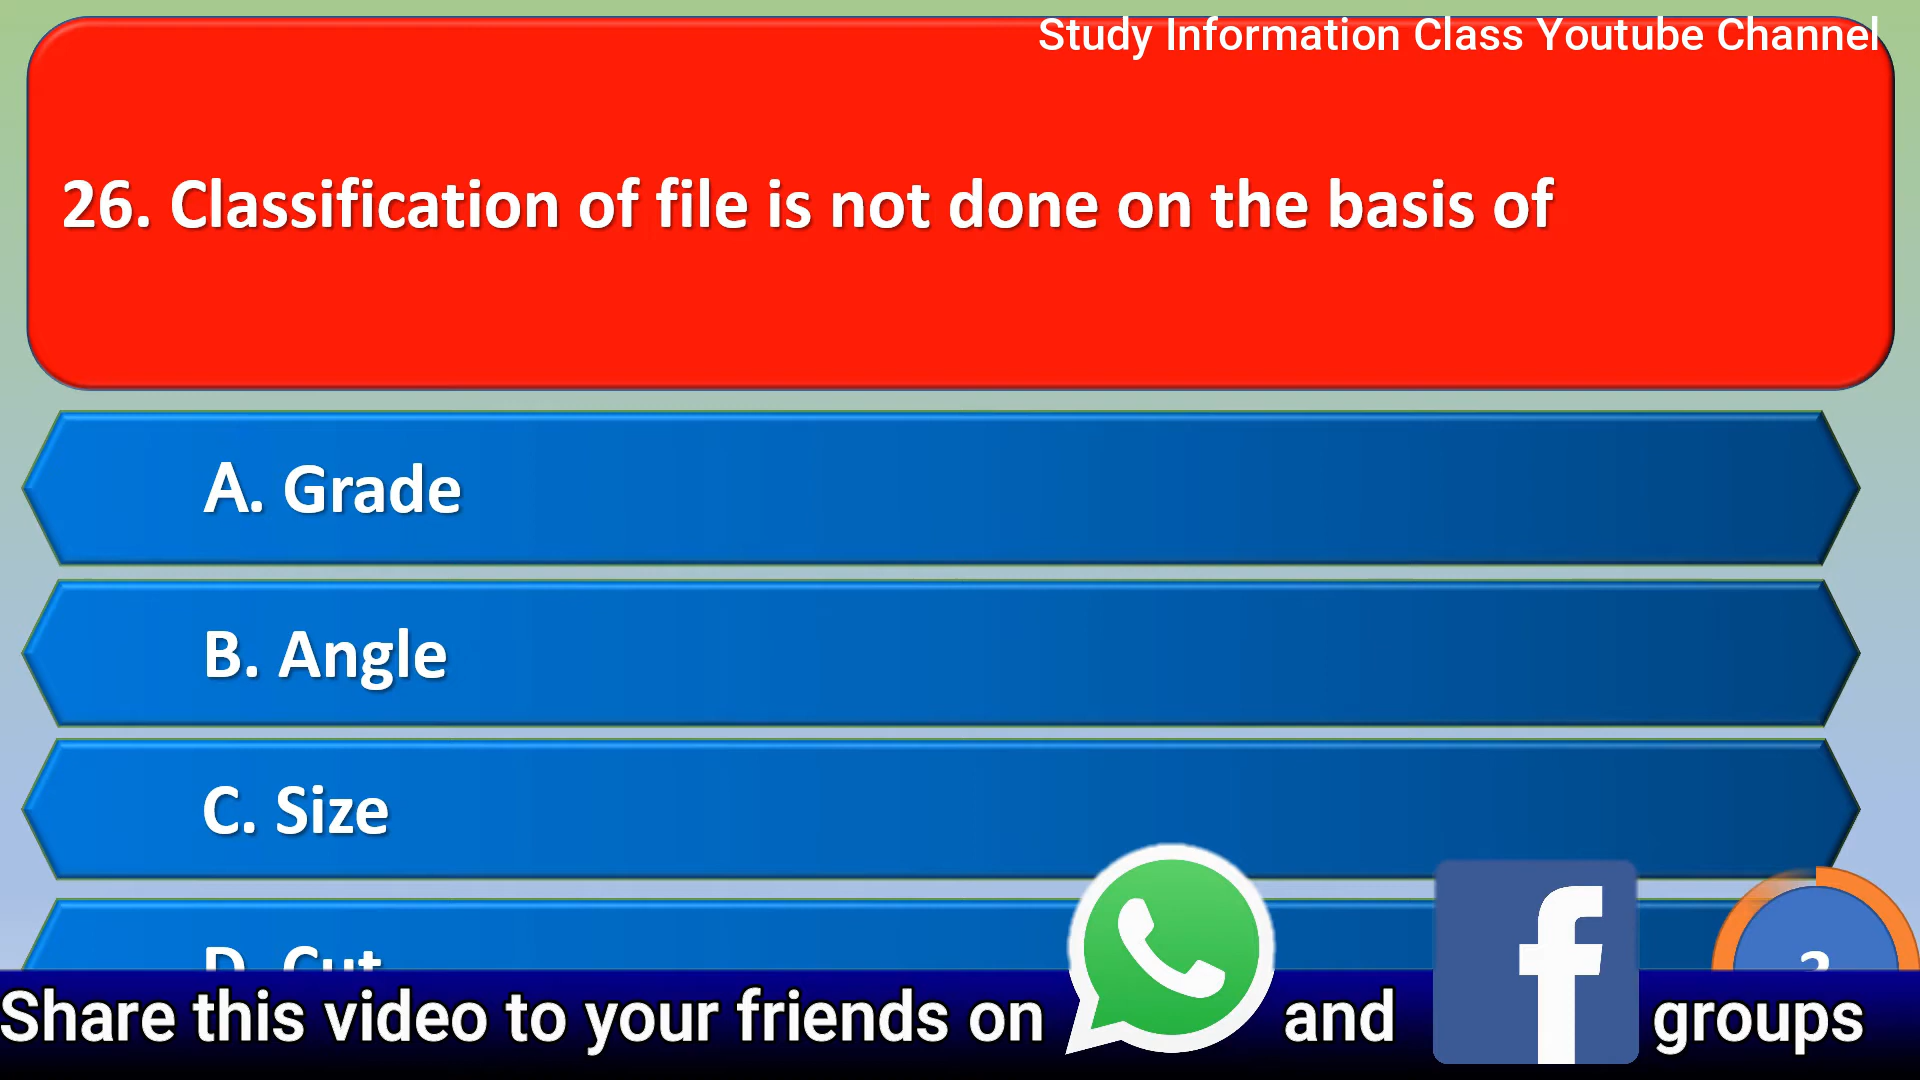 Study Information Class Youtube Channel
26. Classification of file is not done on the basis of
A. Grade
B. Angle
C. Size
D. Cut
Share this video to your friends on and groups